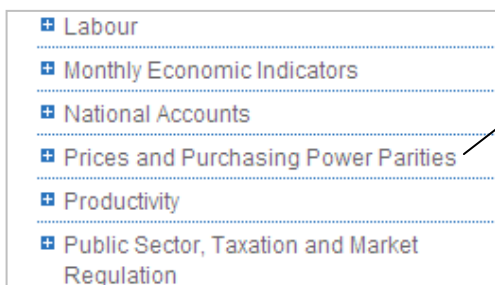 Labour
Monthly Economic Indicators
National Accounts
Prices and Purchasing Power Parities
Productivity
Public Sector, Taxation and Market
Regulation